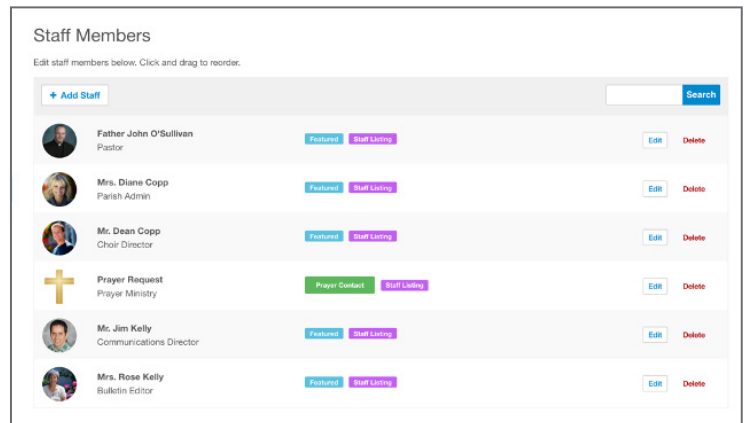 Staff Members
Edit staff members below. Click and drag to reorder.
+ Add Staff
Search
Father John O'Sullivan
Pastor
Featured Staff Listing
Edit Delete
Mrs. Diane Copp
Parish Admin
Featured Staff Listing
Edit Delete
Mr. Dean Copp
Choir Director
Featured Staff Listing
Edit Delete
Prayer Request
Prayer Ministry
Prayer Contact Staff Listing
Edit Delete
Mr. Jim Kelly
Communications Director
Featured Staff Listing
Edit Delete
Mrs. Rose Kelly
Bulletin Editor
Featured Staff Listing
Edit Delete